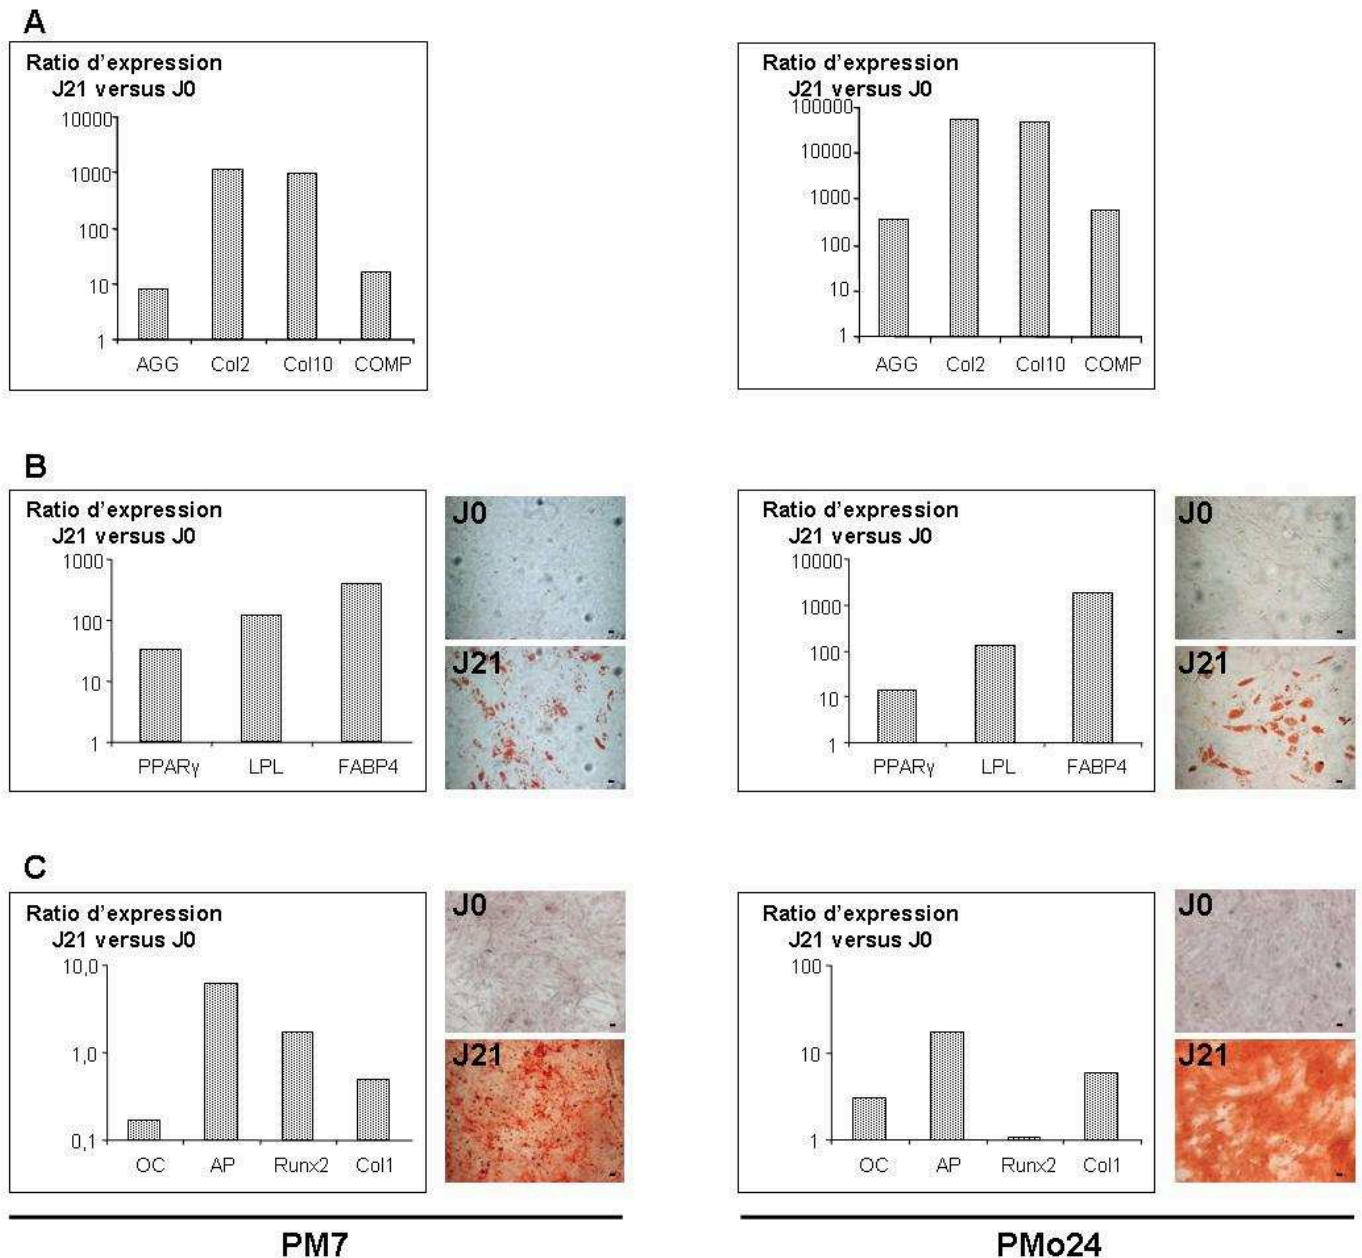 A
Ratio d'expression
J21 versus J0
10000
1000
100
10
1
AGG Col2 Col10 COMP
Ratio d'expression
J21 versus J0
100000
10000
1000
100
10
1
AGG Col2 Col10 COMP
B
Ratio d'expression
J21 versus J0
1000
100
10
1
PPARγ LPL FABP4
J0
J21
Ratio d'expression
J21 versus J0
10000
1000
100
10
1
PPARγ LPL FABP4
J0
J21
C
Ratio d'expression
J21 versus J0
10,0
1,0
0,1
OC AP Runx2 Col1
J0
J21
Ratio d'expression
J21 versus J0
100
10
1
OC AP Runx2 Col1
J0
J21
PM7
PMo24